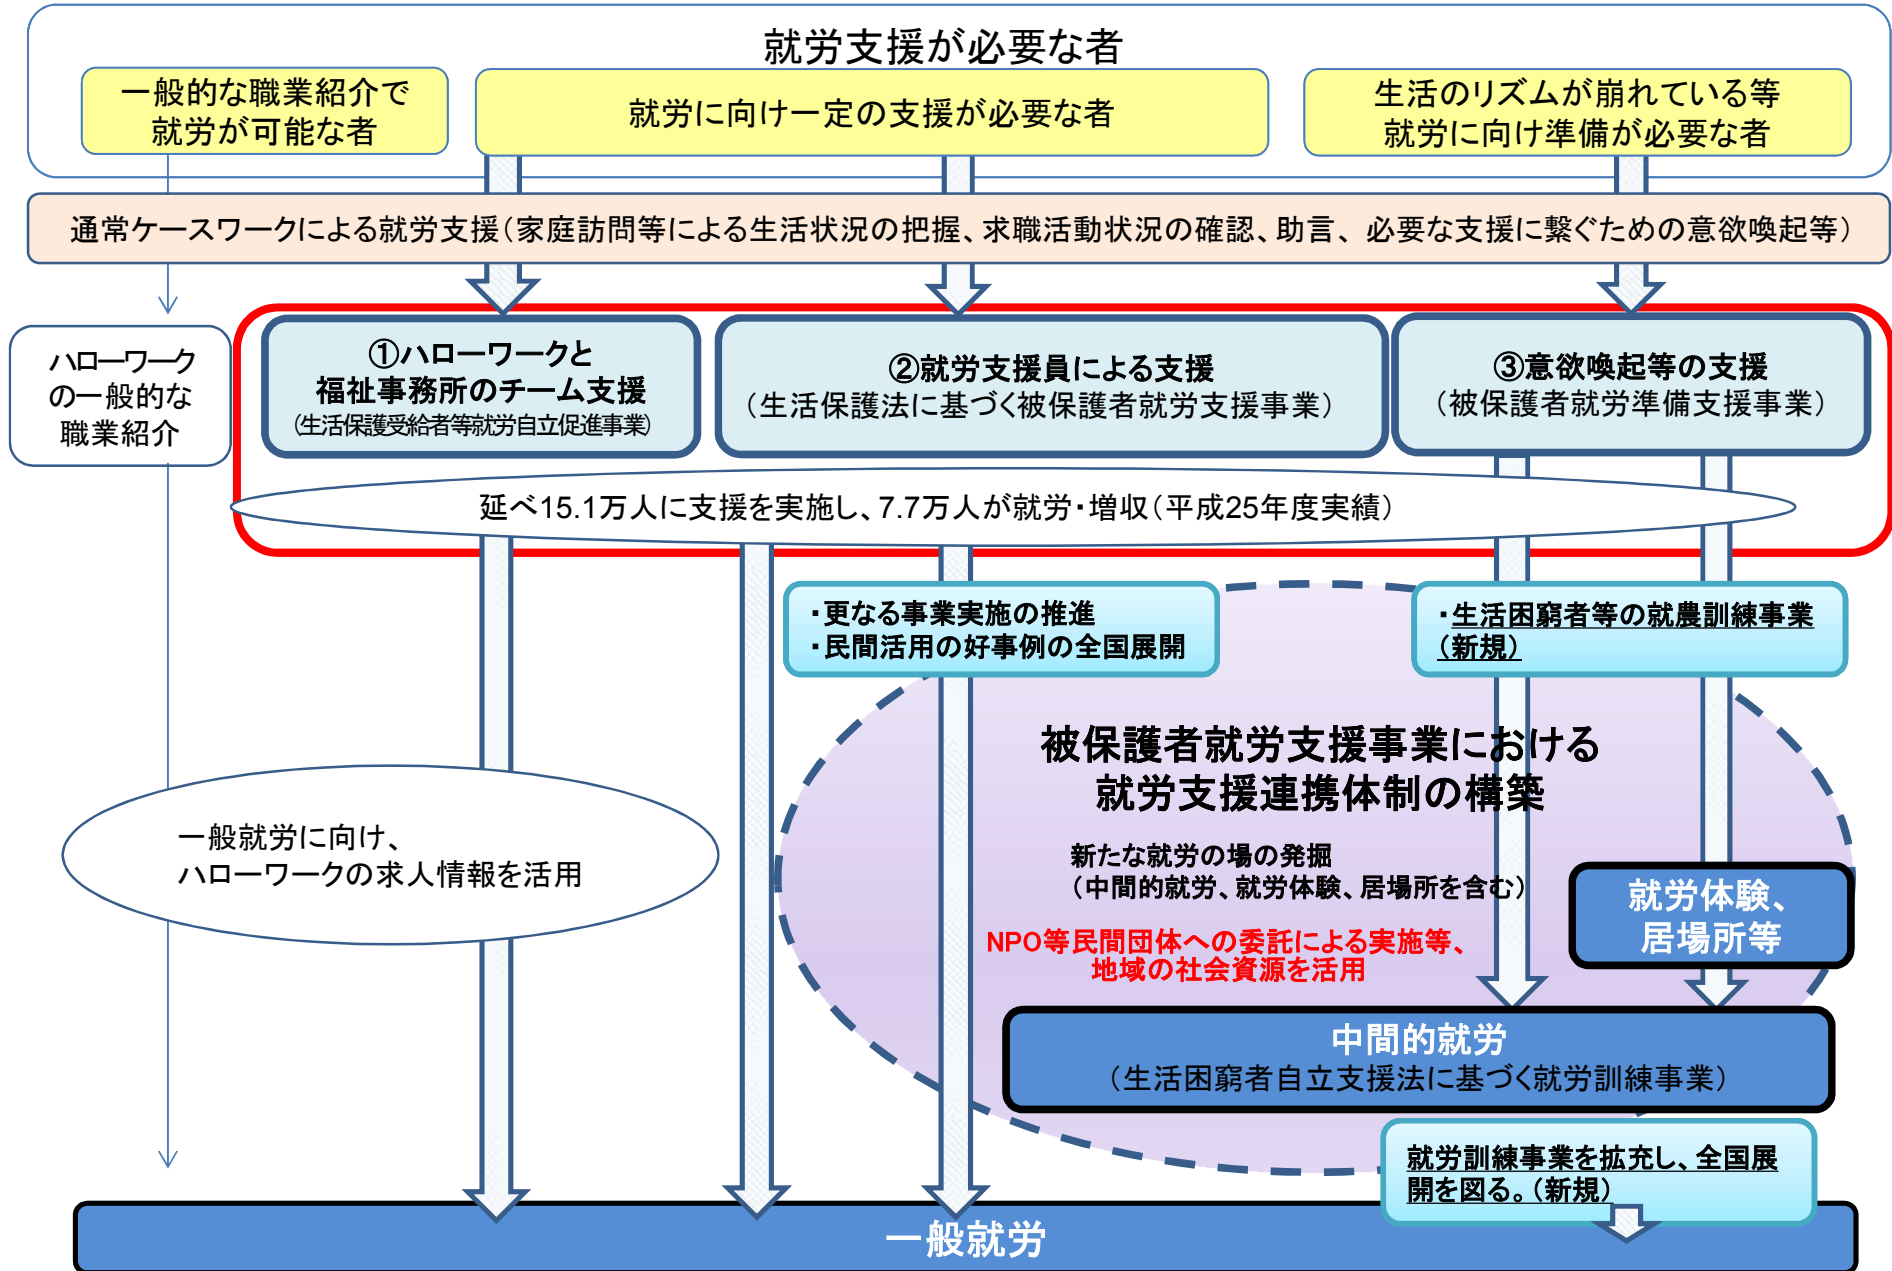 就労支援が必要な者
一般的な職業紹介で
就労が可能な者
就労に向け一定の支援が必要な者
生活のリズムが崩れている等
就労に向け準備が必要な者
通常ケースワークによる就労支援（家庭訪問等による生活状況の把握、求職活動状況の確認、助言、必要な支援に繋ぐための意欲喚起等）
ハローワーク
の一般的な
職業紹介
①ハローワークと
福祉事務所のチーム支援
（生活保護受給者等就労自立促進事業）
②就労支援員による支援
（生活保護法に基づく被保護者就労支援事業）
③意欲喚起等の支援
（被保護者就労準備支援事業）
延べ15.1万人に支援を実施し、7.7万人が就労・増収（平成25年度実績）
・更なる事業実施の推進
・民間活用の好事例の全国展開
・生活困窮者等の就農訓練事業
（新規）
被保護者就労支援事業における
就労支援連携体制の構築
新たな就労の場の発掘
（中間的就労、就労体験、居場所を含む）
NPO等民間団体への委託による実施等、
地域の社会資源を活用
一般就労に向け、
ハローワークの求人情報を活用
就労体験、
居場所等
中間的就労
（生活困窮者自立支援法に基づく就労訓練事業）
就労訓練事業を拡充し、全国展
開を図る。（新規）
一般就労